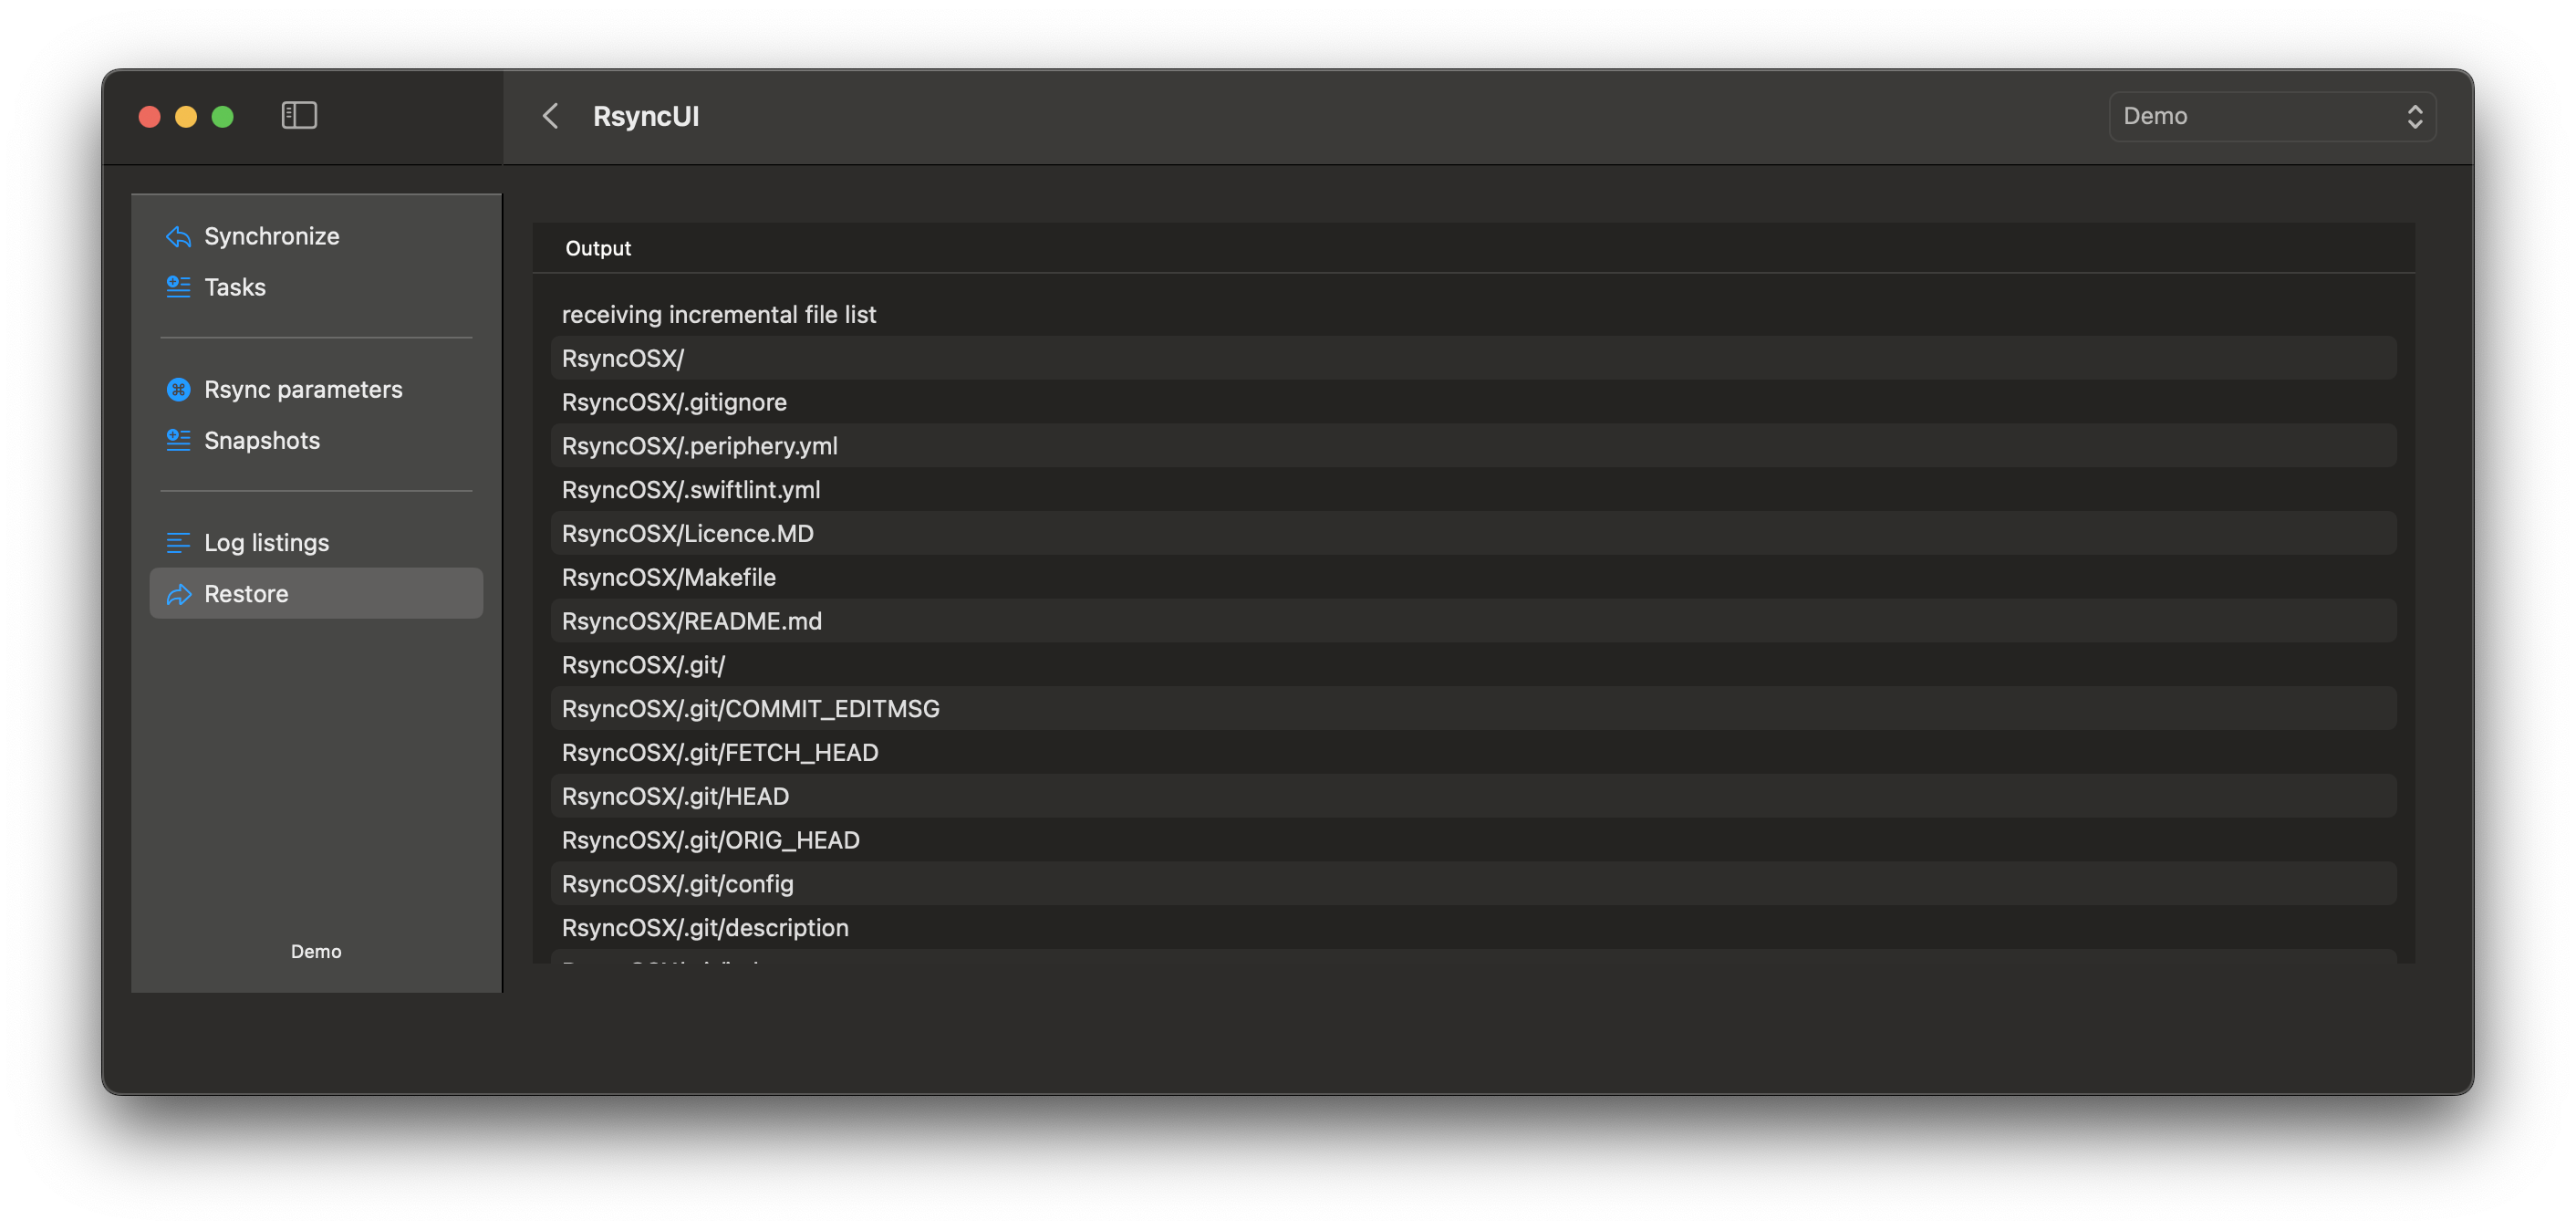 RsyncUI
Demo
Synchronize
Tasks
Rsync parameters
Snapshots
Log listings
Restore
Demo
Output
receiving incremental file list
RsyncOSX/
RsyncOSX/.gitignore
RsyncOSX/.periphery.yml
RsyncOSX/.swiftlint.yml
RsyncOSX/Licence.MD
RsyncOSX/Makefile
RsyncOSX/README.md
RsyncOSX/.git/
RsyncOSX/.git/COMMIT_EDITMSG
RsyncOSX/.git/FETCH_HEAD
RsyncOSX/.git/HEAD
RsyncOSX/.git/ORIG_HEAD
RsyncOSX/.git/config
RsyncOSX/.git/description